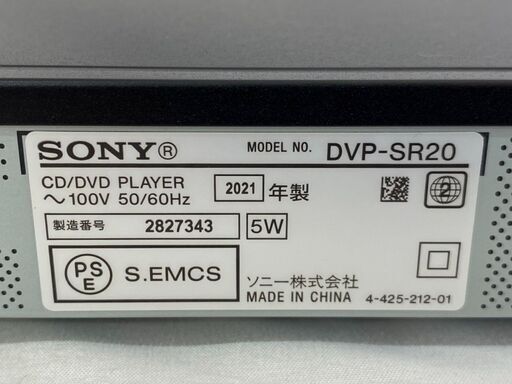 SONY® MODEL NO. DVP-SR20
CD/DVD PLAYER 2021 年製 2
～100V 50/60Hz
製造番号 2827343 5W
PSE S.EMCS
ソニー株式会社
MADE IN CHINA 4-425-212-01